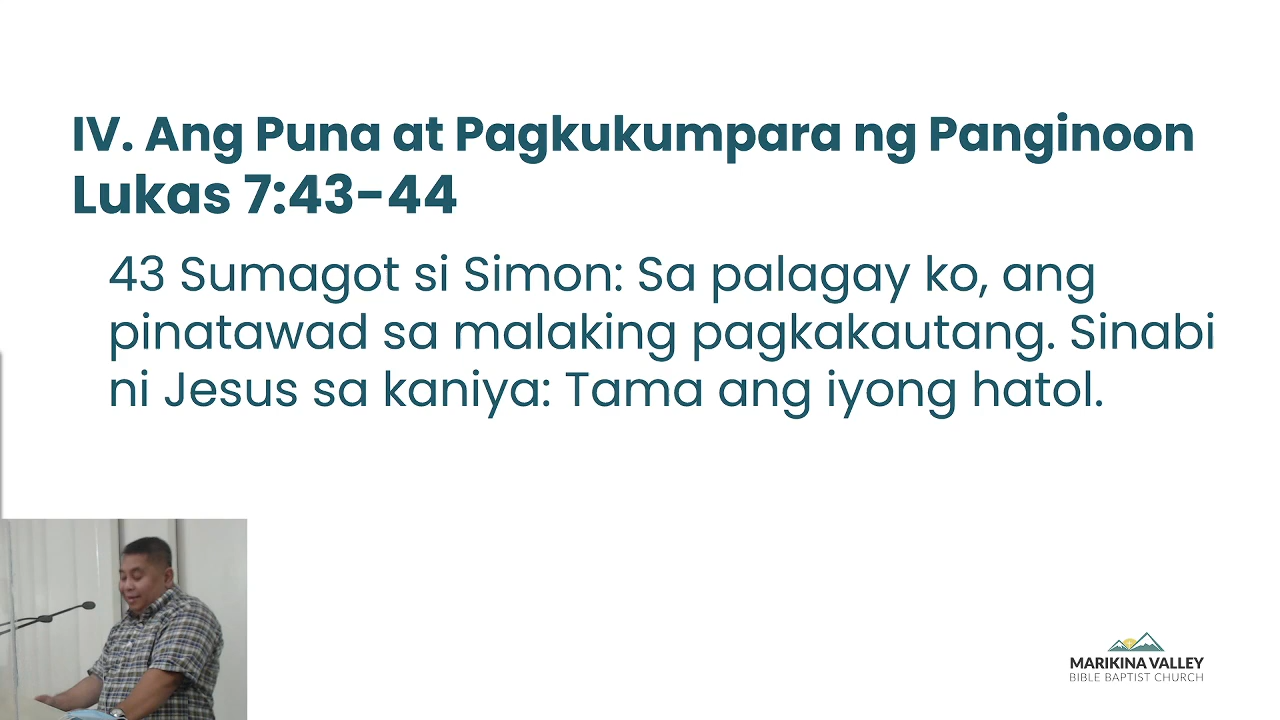 IV. Ang Puna at Pagkukumpara ng Panginoon
Lukas 7:43-44
43 Sumagot si Simon: Sa palagay ko, ang
pinatawad sa malaking pagkakautang. Sinabi
ni Jesus sa kaniya: Tama ang iyong hatol.
MARIKINA VALLEY
BIBLE BAPTIST CHURCH